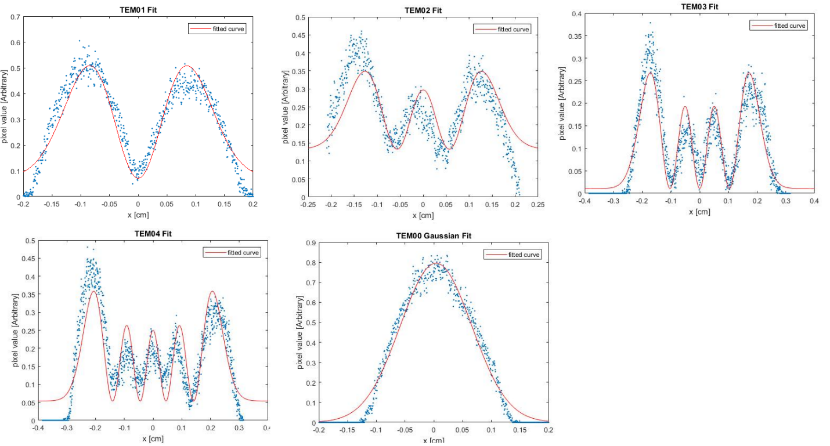 TEM01 Fit
fitted curve
pixel value [Arbitrary]
0.7
0.6
0.5
0.4
0.3
0.2
0.1
0
-0.2 -0.15 -0.1 -0.05 0 0.05 0.1 0.15 0.2
x [cm]
TEM02 Fit
fitted curve
pixel value [Arbitrary]
0.5
0.45
0.4
0.35
0.3
0.25
0.2
0.15
0.1
0.05
0
-0.25 -0.2 -0.15 -0.1 -0.05 0 0.05 0.1 0.15 0.2 0.25
x [cm]
TEM03 Fit
fitted curve
pixel value [Arbitrary]
0.4
0.35
0.3
0.25
0.2
0.15
0.1
0.05
0
-0.4 -0.3 -0.2 -0.1 0 0.1 0.2 0.3 0.4
x [cm]
TEM04 Fit
fitted curve
pixel value [Arbitrary]
0.5
0.45
0.4
0.35
0.3
0.25
0.2
0.15
0.1
0.05
0
-0.4 -0.3 -0.2 -0.1 0 0.1 0.2 0.3 0.4
x [cm]
TEM00 Gaussian Fit
fitted curve
pixel value [Arbitrary]
0.9
0.8
0.7
0.6
0.5
0.4
0.3
0.2
0.1
0
-0.2 -0.15 -0.1 -0.05 0 0.05 0.1 0.15 0.2
x [cm]